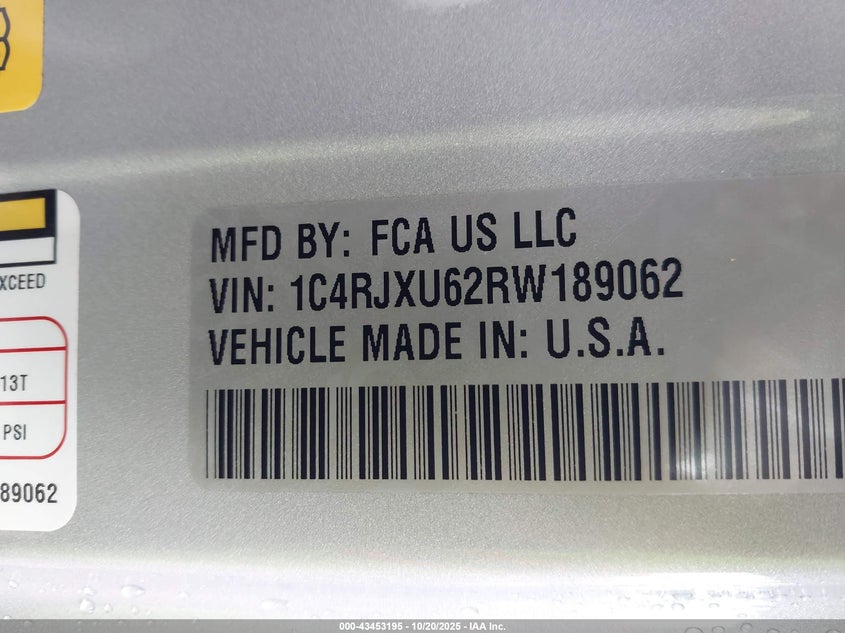 MFD BY: FCA US LLC
VIN: 1C4RJXU62RW189062
VEHICLE MADE IN: U.S.A.
XCEED
13T
PSI
89062
000-43453195 - 10/20/2025 - IAA Inc.